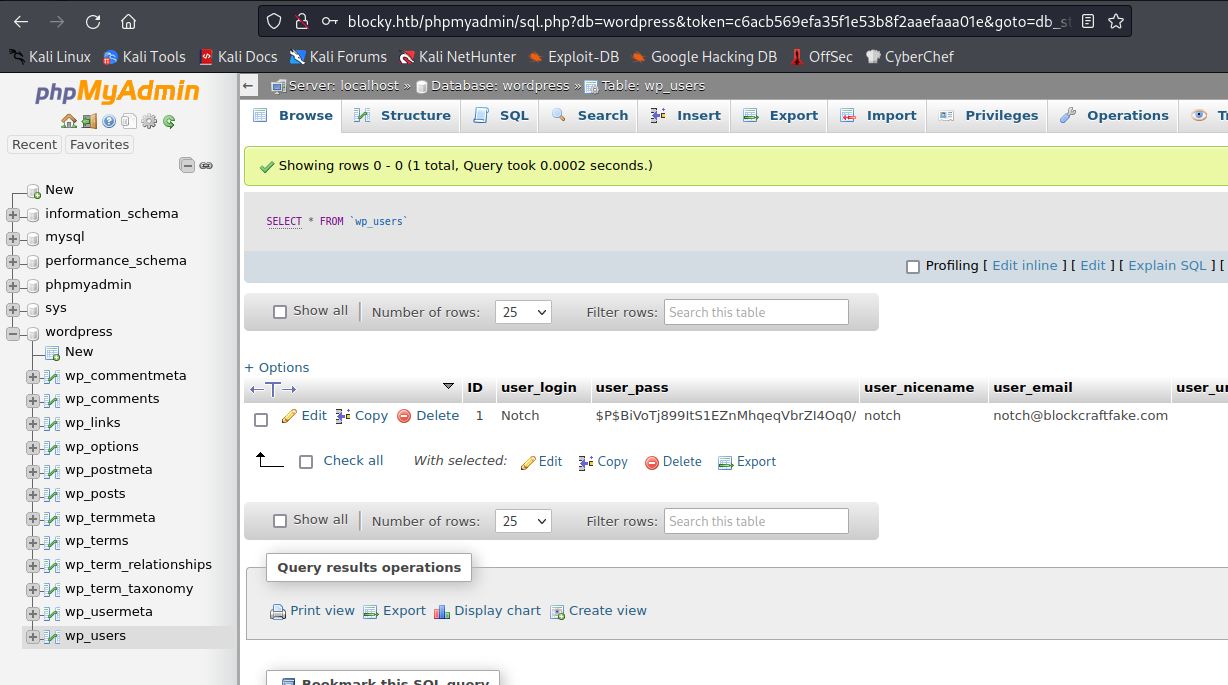 blocky.htb/phpmyadmin/sql.php?db=wordpress&token=c6acb569efa35f1e53b8f2aaefaaa01e&goto=db_st
Kali Linux Kali Tools Kali Docs Kali Forums Kali NetHunter Exploit-DB Google Hacking DB OffSec CyberChef
phpMyAdmin
Recent Favorites
New
information_schema
mysql
performance_schema
phpmyadmin
sys
wordpress
New
wp_commentmeta
wp_comments
wp_links
wp_options
wp_postmeta
wp_posts
wp_termmeta
wp_terms
wp_term_relationships
wp_term_taxonomy
wp_usermeta
wp_users
Server: localhost » Database: wordpress » Table: wp_users
Browse Structure SQL Search Insert Export Import Privileges Operations
Showing rows 0 - 0 (1 total, Query took 0.0002 seconds.)
SELECT * FROM `wp_users`
Profiling [ Edit inline ] [ Edit ] [ Explain SQL ] [
Show all Number of rows: 25 Filter rows: Search this table
+ Options
←T→ ID user_login user_pass user_nicename user_email
Edit Copy Delete 1 Notch $P$BiVoTj899ItS1EZnMhqeqVbrZI4Oq0/ notch notch@blockcraftfake.com
Check all With selected: Edit Copy Delete Export
Show all Number of rows: 25 Filter rows: Search this table
Query results operations
Print view Export Display chart Create view
Bookmark this SQL query